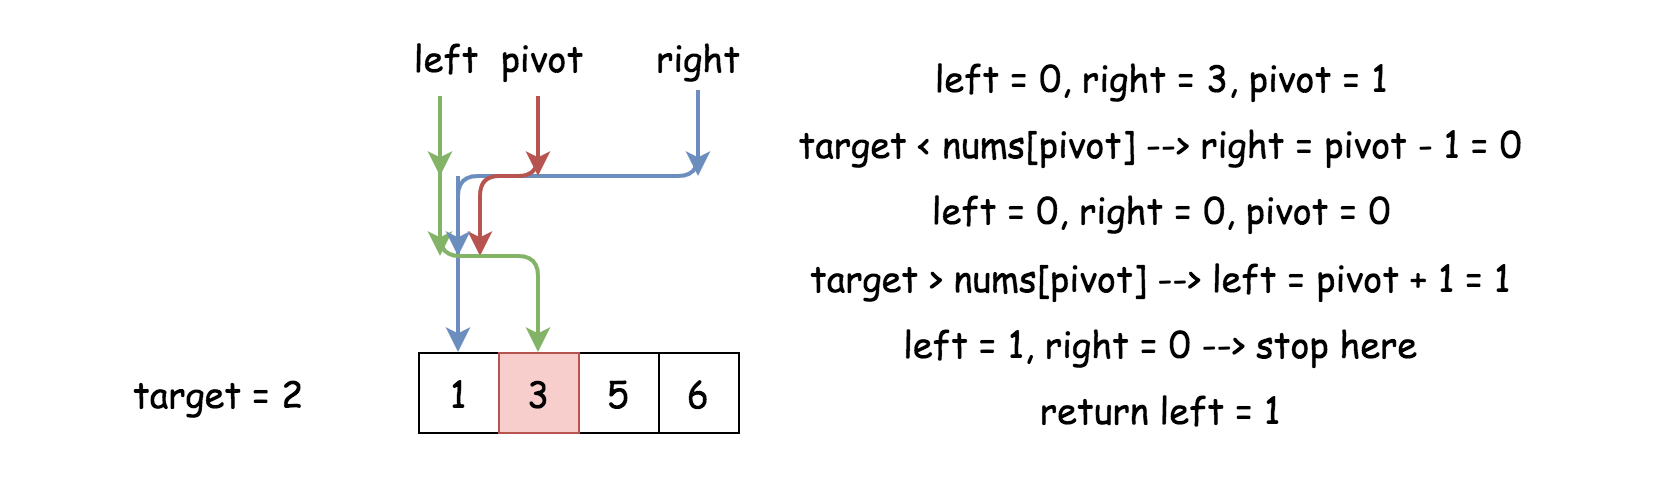 left pivot right
left = 0, right = 3, pivot = 1
target < nums[pivot] --> right = pivot - 1 = 0
left = 0, right = 0, pivot = 0
target > nums[pivot] --> left = pivot + 1 = 1
left = 1, right = 0 --> stop here
return left = 1
target = 2
1 3 5 6